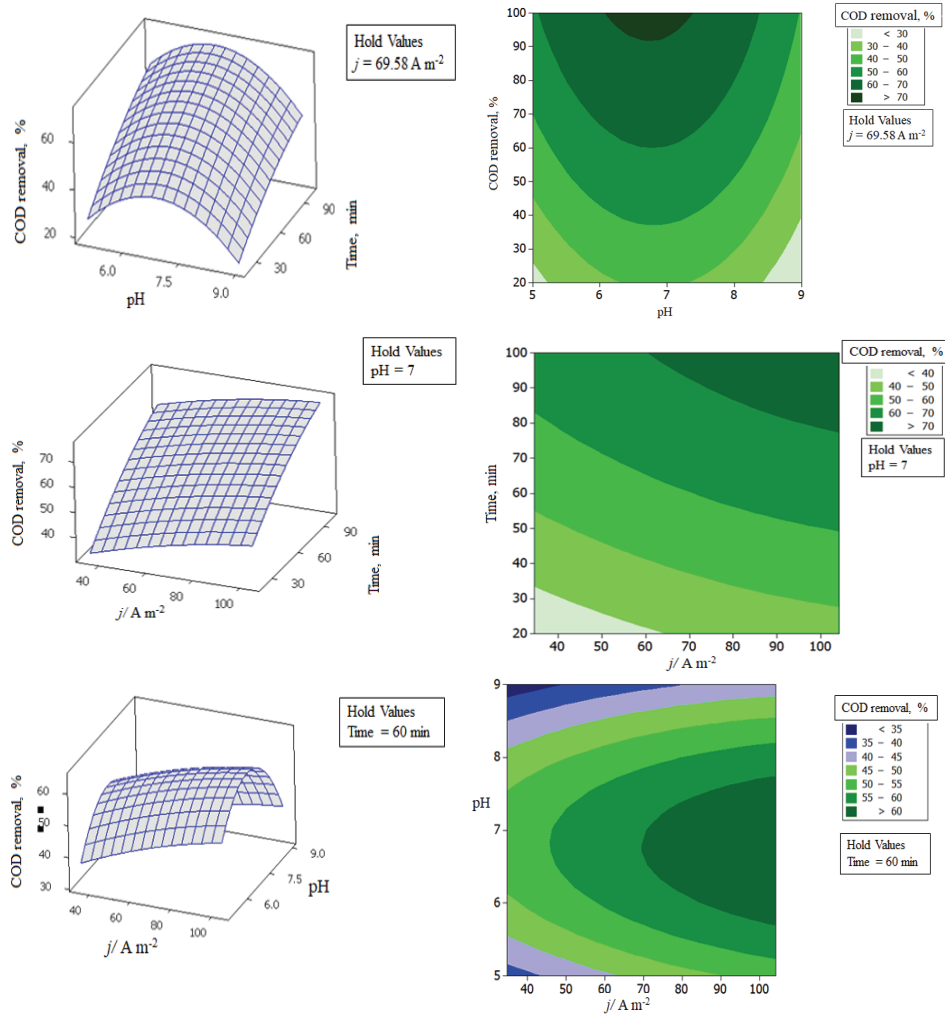 Hold Values
j = 69.58 A m-2
COD removal, %
60
40
20
6.0
7.5
9.0
pH
30
60
90
Time, min
100
90
80
70
60
50
40
30
20
COD removal, %
5
6
7
8
9
pH
COD removal, %
< 30
30 – 40
40 – 50
50 – 60
60 – 70
> 70
Hold Values
j = 69.58 A m-2
Hold Values
pH = 7
COD removal, %
70
60
50
40
40
60
80
100
j/ A m-2
30
60
90
Time, min
100
90
80
70
60
50
40
30
20
Time, min
40
50
60
70
80
90
100
j/ A m-2
COD removal, %
< 40
40 – 50
50 – 60
60 – 70
> 70
Hold Values
pH = 7
Hold Values
Time = 60 min
COD removal, %
60
40
30
40
60
80
100
j/ A m-2
6.0
7.5
9.0
pH
9
8
7
6
5
pH
40
50
60
70
80
90
100
j/ A m-2
COD removal, %
< 35
35 – 40
40 – 45
45 – 50
50 – 55
55 – 60
> 60
Hold Values
Time = 60 min